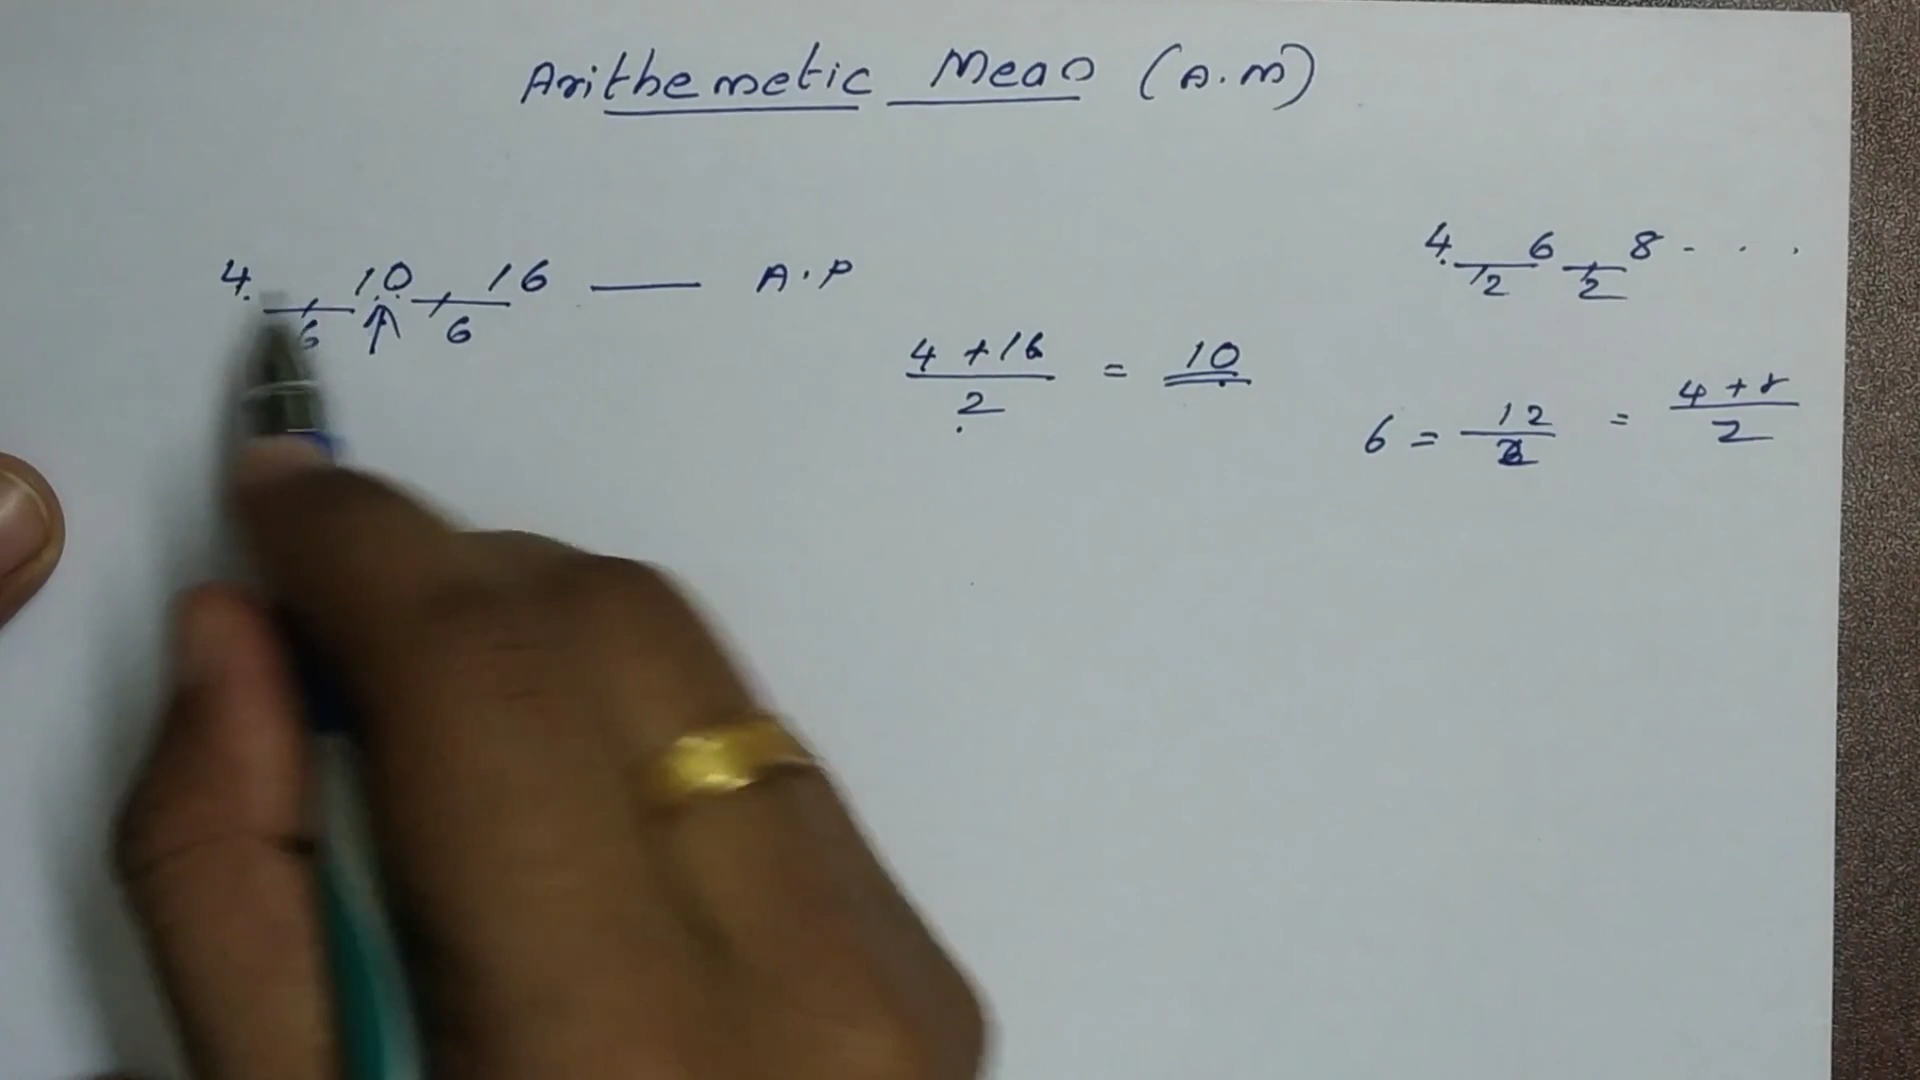 Arithemetic Mean (A.M)
4, 10, 16 —— A.P
6 ↑ 6
4 + 16 / 2 = 10
4, 6, 8 - . . .
2 2
6 = 12 / 2 = 4 + 8 / 2